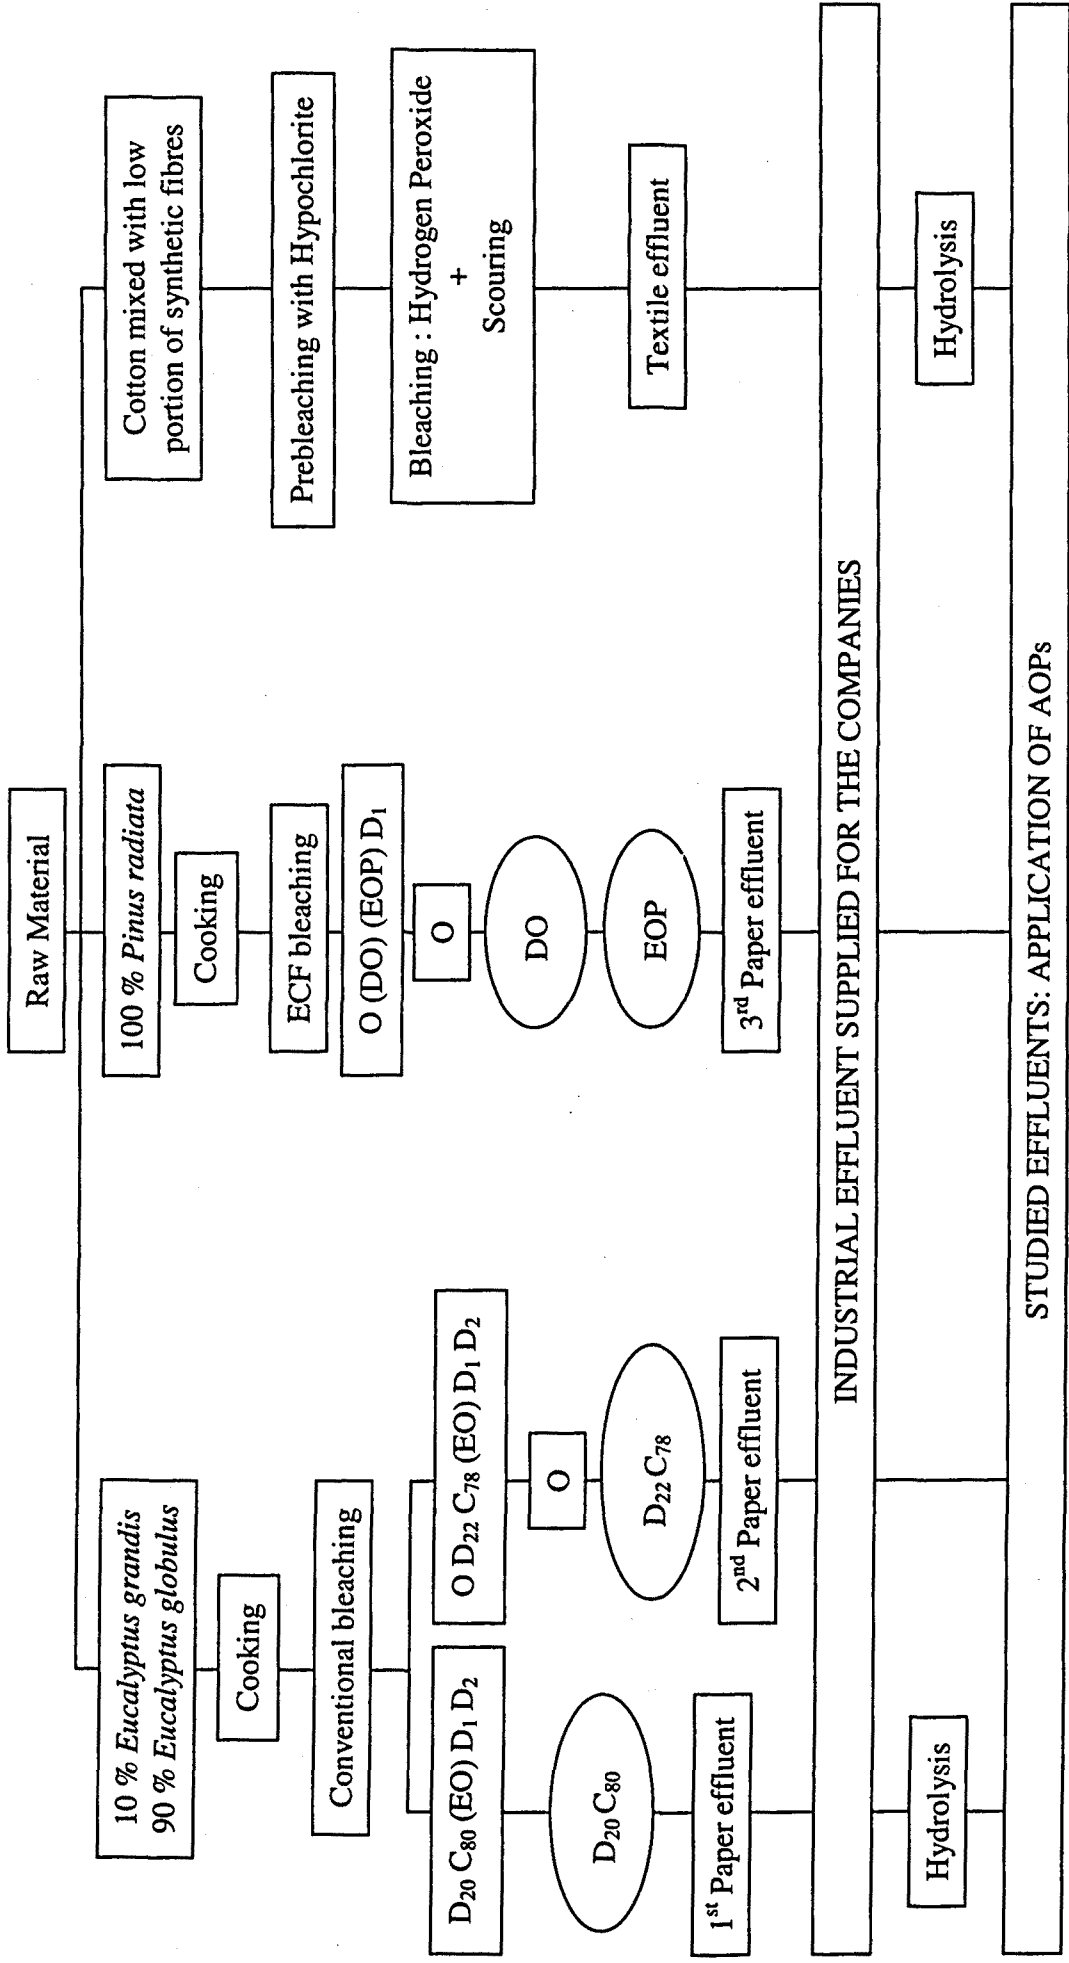 Raw Material
10 % Eucalyptus grandis
90 % Eucalyptus globulus
Cooking
Conventional bleaching
D20 C80 (EO) D1 D2
D20 C80
1st Paper effluent
O D22 C78 (EO) D1 D2
O
D22 C78
2nd Paper effluent
100 % Pinus radiata
Cooking
ECF bleaching
O (DO) (EOP) D1
O
DO
EOP
3rd Paper effluent
Cotton mixed with low
portion of synthetic fibres
Prebleaching with Hypochlorite
Bleaching : Hydrogen Peroxide
+
Scouring
Textile effluent
INDUSTRIAL EFFLUENT SUPPLIED FOR THE COMPANIES
Hydrolysis
Hydrolysis
STUDIED EFFLUENTS: APPLICATION OF AOPs